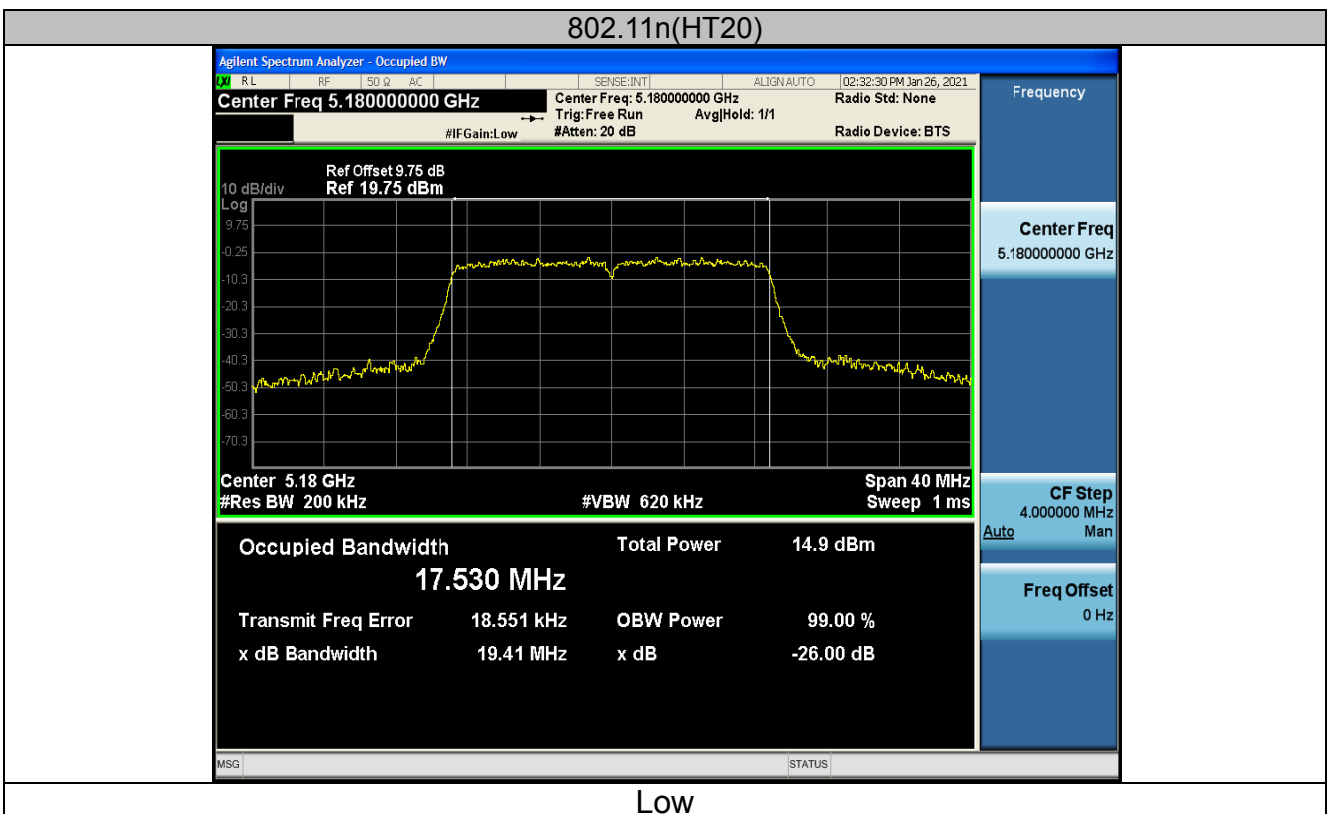 802.11n(HT20)
Agilent Spectrum Analyzer - Occupied BW
LXI RL RF 50 Ω AC SENSE:INT ALIGN AUTO 02:32:30 PM Jan 26, 2021
Center Freq 5.180000000 GHz
Center Freq: 5.180000000 GHz Radio Std: None
Trig:Free Run Avg|Hold: 1/1
#IFGain:Low #Atten: 20 dB Radio Device: BTS
Frequency
Ref Offset 9.75 dB
10 dB/div Ref 19.75 dBm
Log
9.75
-0.25
-10.3
-20.3
-30.3
-40.3
-50.3
-60.3
-70.3
Center 5.18 GHz Span 40 MHz
#Res BW 200 kHz #VBW 620 kHz Sweep 1 ms
Center Freq
5.180000000 GHz
CF Step
4.000000 MHz
Auto Man
Freq Offset
0 Hz
Occupied Bandwidth Total Power 14.9 dBm
17.530 MHz
Transmit Freq Error 18.551 kHz OBW Power 99.00 %
x dB Bandwidth 19.41 MHz x dB -26.00 dB
MSG STATUS
Low